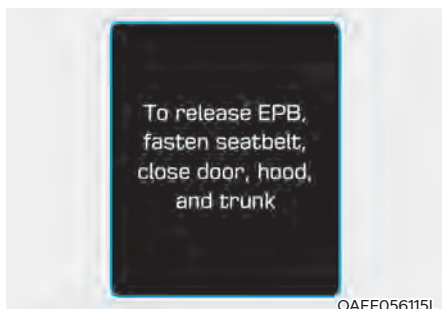 To release EPB,
fasten seatbelt,
close door, hood,
and trunk
OAEE056115L